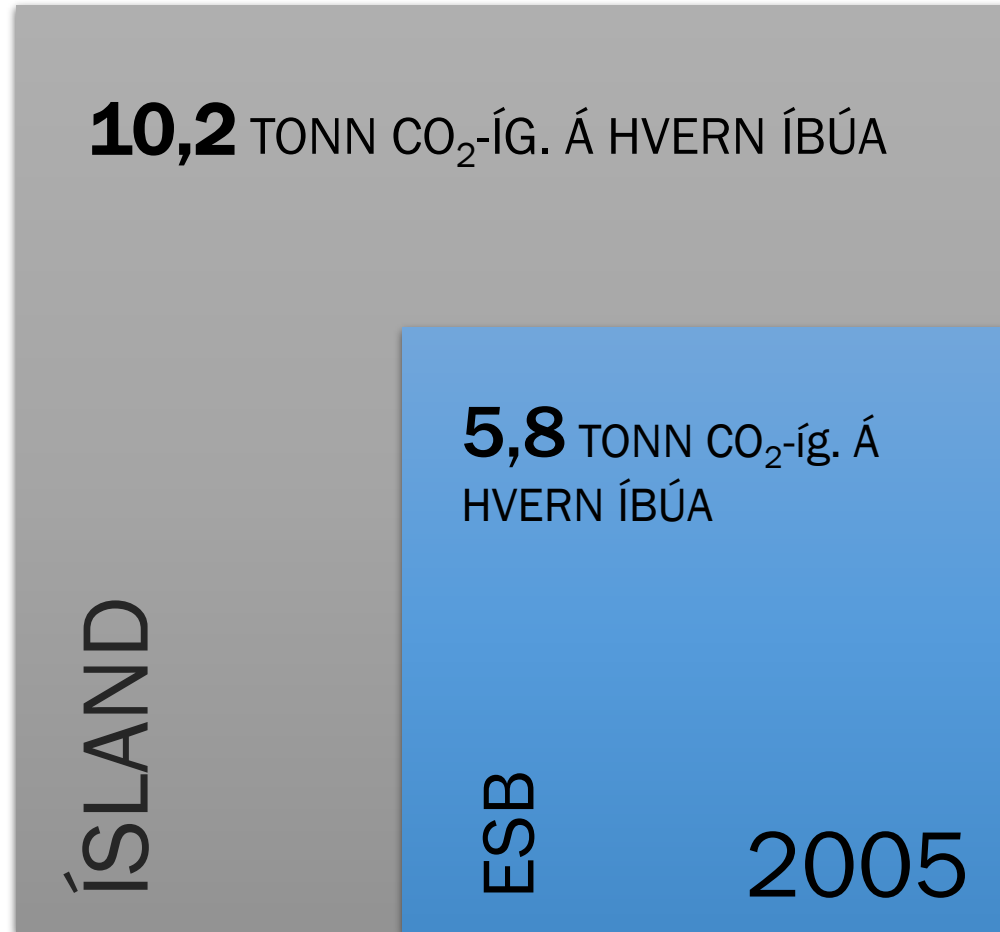 10,2 TONN CO₂-ÍG. Á HVERN ÍBÚA
5,8 TONN CO₂-íg. Á
HVERN ÍBÚA
ÍSLAND
ESB
2005